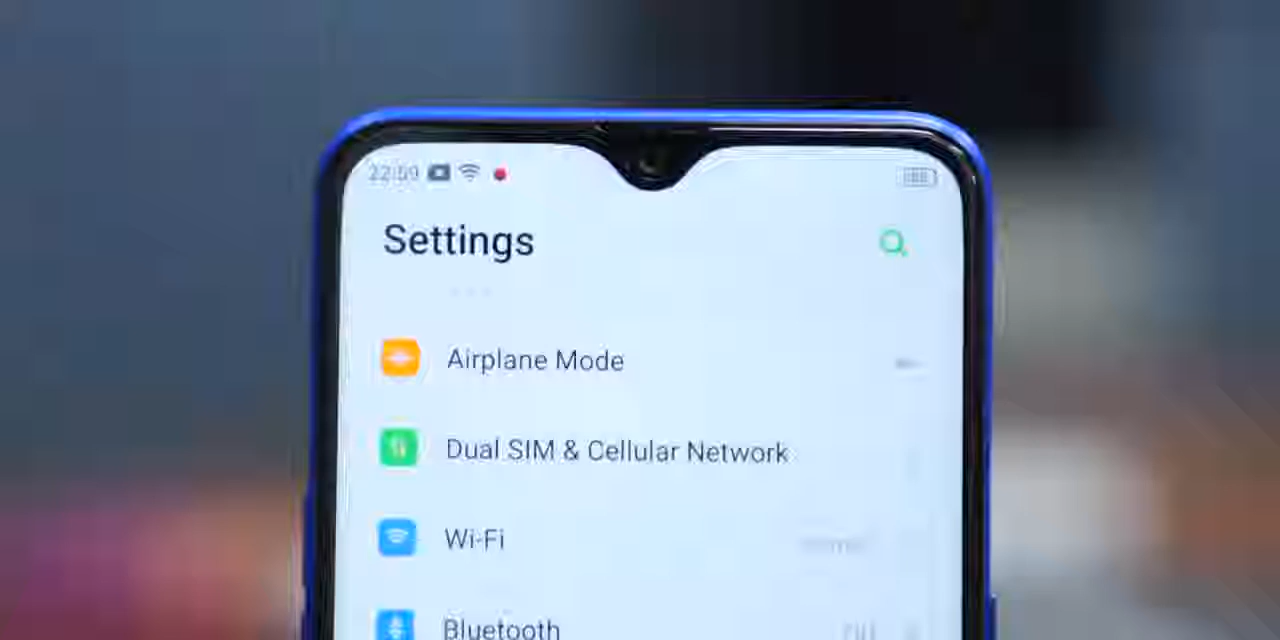 22:59
Settings
Airplane Mode
Dual SIM & Cellular Network
Wi-Fi
Bluetooth